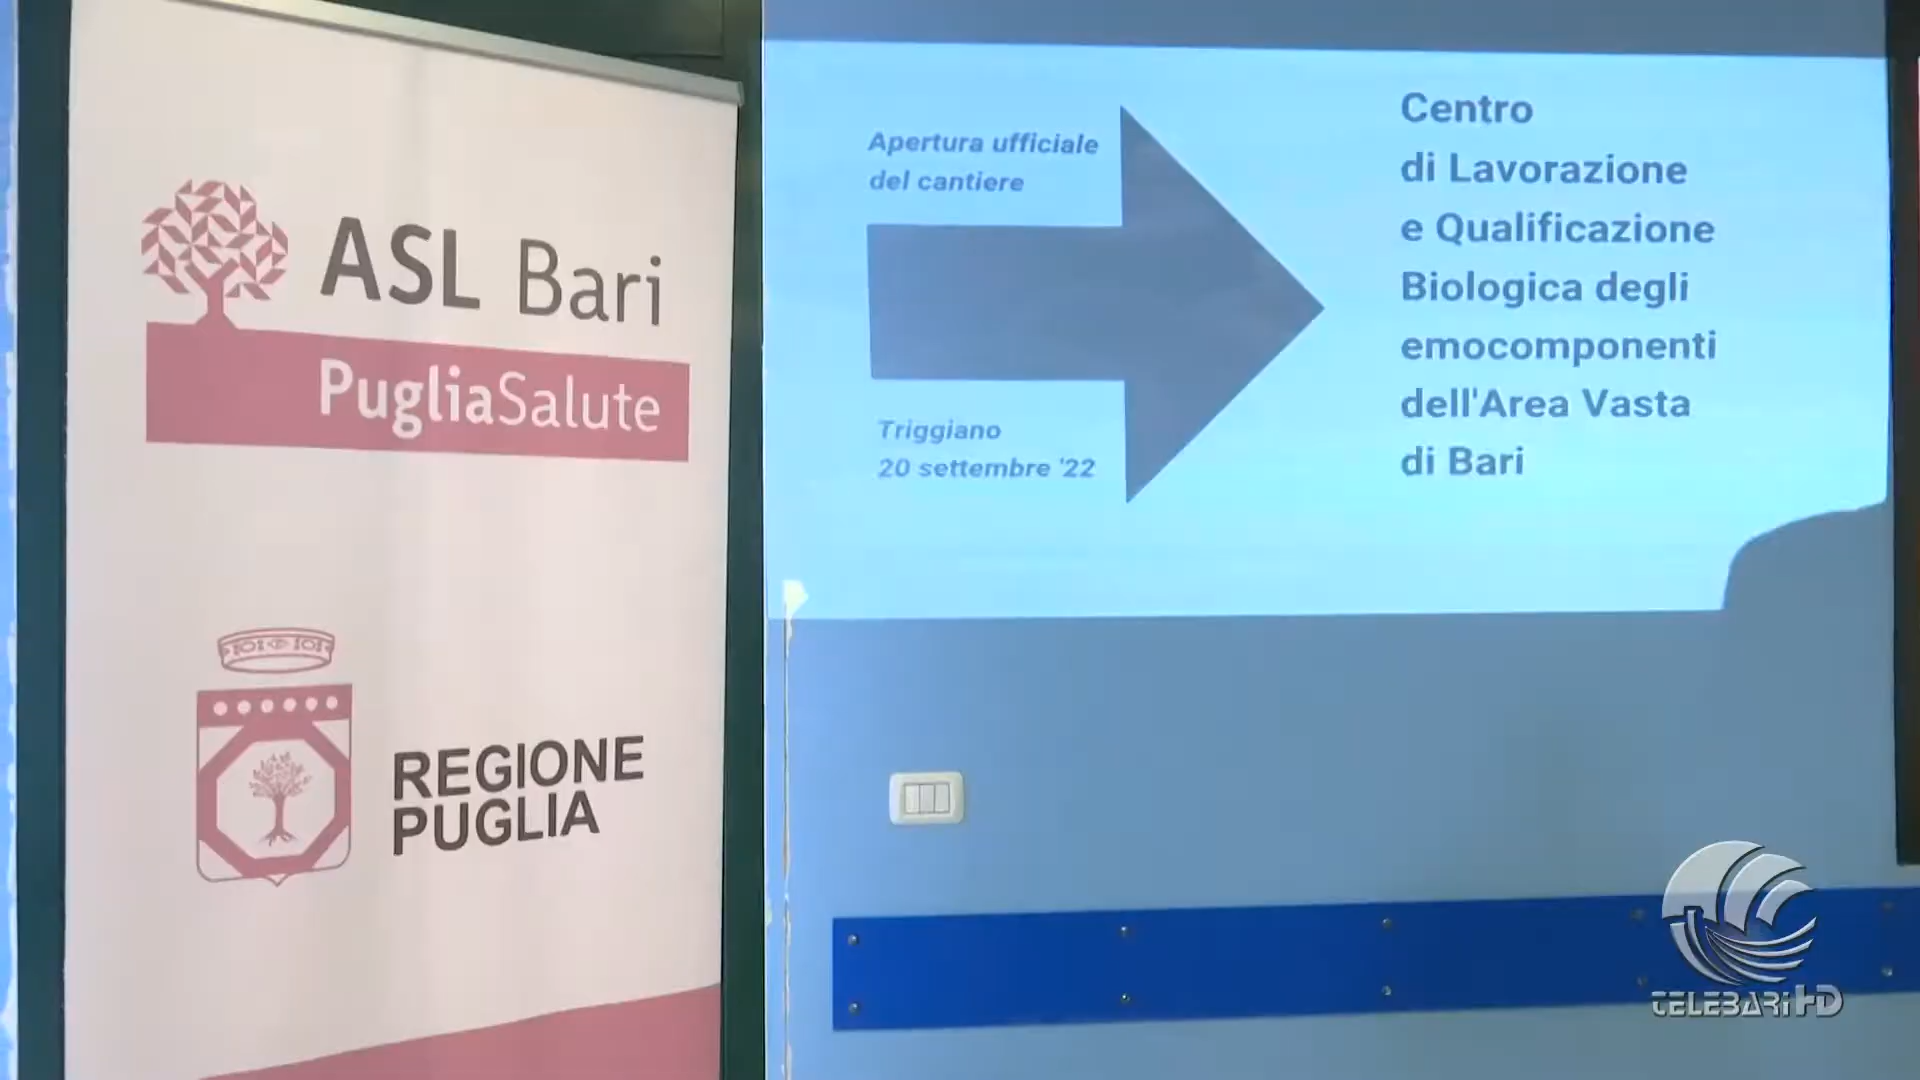 ASL Bari
PugliaSalute
REGIONE
PUGLIA
Apertura ufficiale
del cantiere
Triggiano
20 settembre '22
Centro
di Lavorazione
e Qualificazione
Biologica degli
emocomponenti
dell'Area Vasta
di Bari
TELEBARI HD